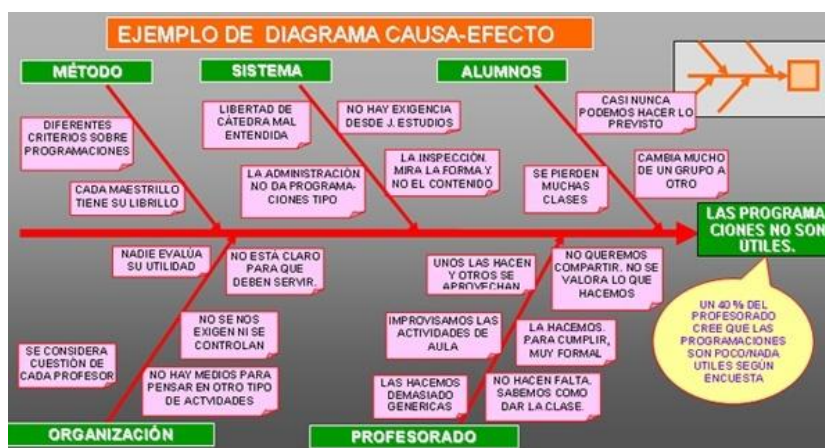 EJEMPLO DE DIAGRAMA CAUSA-EFECTO
MÉTODO
SISTEMA
ALUMNOS
DIFERENTES
CRITERIOS SOBRE
PROGRAMACIONES
CADA MAESTRILLO
TIENE SU LIBRILLO
LIBERTAD DE
CÁTEDRA MAL
ENTENDIDA
LA ADMINISTRACIÓN
NO DA PROGRAMA-
CIONES TIPO
NO HAY EXIGENCIA
DESDE J. ESTUDIOS
LA INSPECCIÓN.
MIRA LA FORMA Y
NO EL CONTENIDO
SE PIERDEN
MUCHAS
CLASES
CASI NUNCA
PODEMOS HACER LO
PREVISTO
CAMBIA MUCHO
DE UN GRUPO A
OTRO
LAS PROGRAMA
CIONES NO SON
ÚTILES.
NADIE EVALÚA
SU UTILIDAD
SE CONSIDERA
CUESTIÓN DE
CADA PROFESOR
NO ESTÁ CLARO
PARA QUE
DEBEN SERVIR.
NO SE NOS
EXIGEN NI SE
CONTROLAN
NO HAY MEDIOS PARA
PENSAR EN OTRO TIPO
DE ACTVIDADES
UNOS LAS HACEN
Y OTROS SE
APROVECHAN
IMPROVISAMOS LAS
ACTIVIDADES DE
AULA
LAS HACEMOS
DEMASIADO
GENERICAS
NO QUEREMOS
COMPARTIR. NO SE
VALORA LO QUE
HACEMOS
LA HACEMOS.
PARA CUMPLIR,
MUY FORMAL
NO HACEN FALTA.
SABEMOS COMO
DAR LA CLASE.
UN 40 % DEL
PROFESORADO
CREE QUE LAS
PROGRAMACIONES
SON POCO/NADA
UTILES SEGÚN
ENCUESTA
ORGANIZACIÓN
PROFESORADO